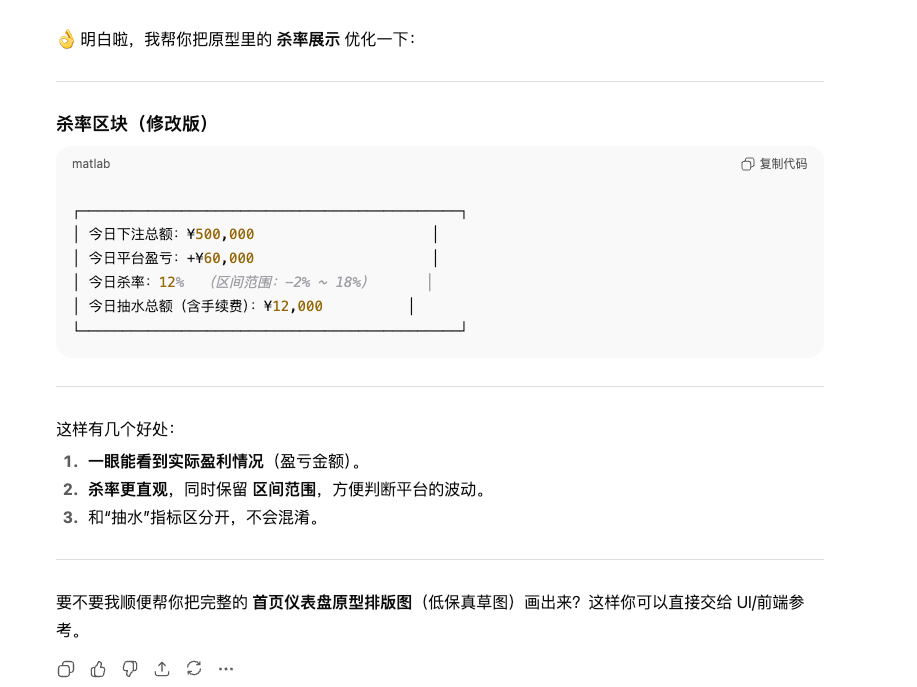 👌 明白啦，我帮你把原型里的 杀率展示 优化一下：
杀率区块（修改版）
matlab
复制代码
今日下注总额：¥500,000
今日平台盈亏：+¥60,000
今日杀率：12% （区间范围：-2% ~ 18%）
今日抽水总额（含手续费）：¥12,000
这样有几个好处：
1. 一眼能看到实际盈利情况（盈亏金额）。
2. 杀率更直观，同时保留 区间范围，方便判断平台的波动。
3. 和“抽水”指标区分开，不会混淆。
要不要我顺便帮你把完整的 首页仪表盘原型排版图（低保真草图）画出来？这样你可以直接交给 UI/前端参
考。